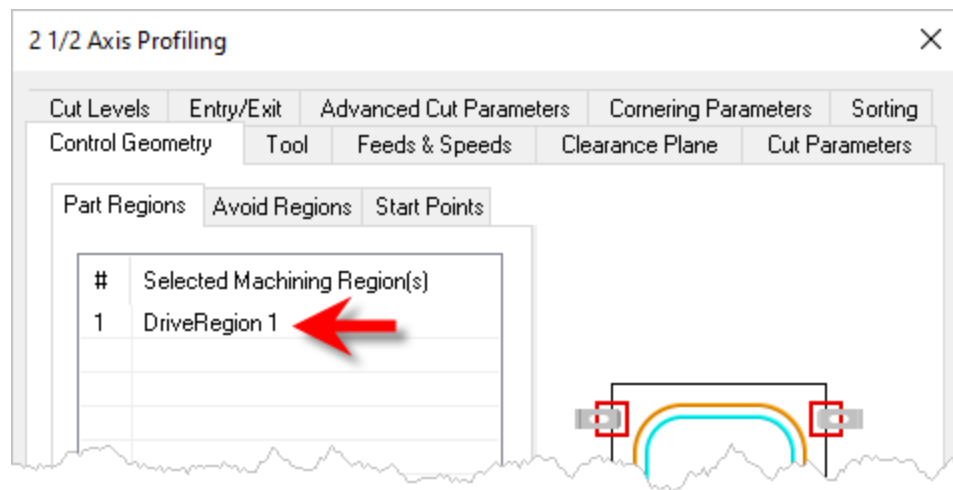 2 1/2 Axis Profiling
Cut Levels Entry/Exit Advanced Cut Parameters Cornering Parameters Sorting
Control Geometry Tool Feeds & Speeds Clearance Plane Cut Parameters
Part Regions Avoid Regions Start Points
# Selected Machining Region(s)
1 DriveRegion 1